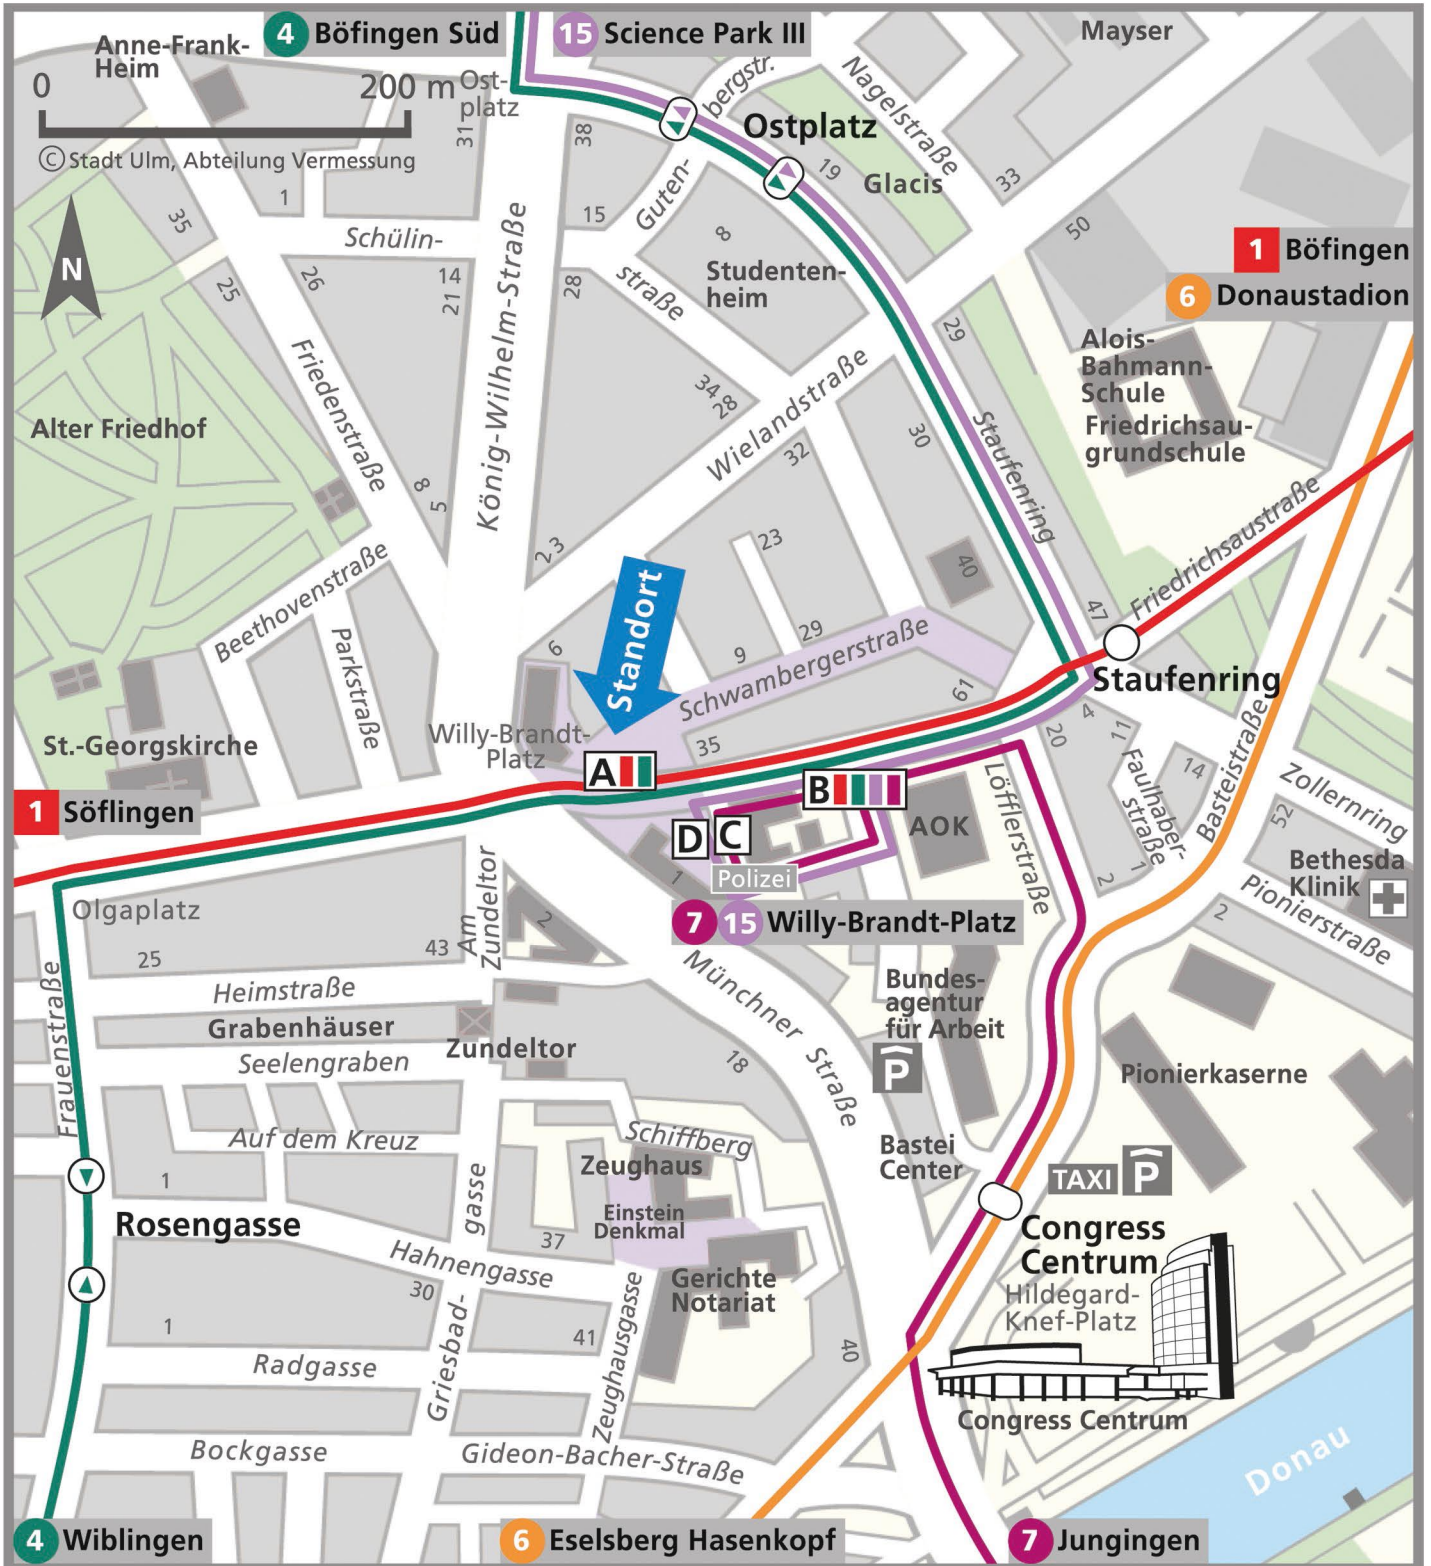 4 Böfingen Süd
15 Science Park III
Mayser
Anne-Frank-
Heim
0
200 m
© Stadt Ulm, Abteilung Vermessung
Ost-
platz
31
38
bergstr.
Guten-
Ostplatz
19
Glacis
Nagelstraße
33
50
1
35
15
N
Schülin-
straße
8
Studenten-
heim
1 Böfingen
6 Donaustadion
25
26
14
21
28
König-Wilhelm-Straße
29
Alois-
Bahmann-
Schule
Friedrichsau-
grundschule
Alter Friedhof
Friedenstraße
34
28
Wielandstraße
32
30
Staufenring
8
5
2
3
23
40
47
Friedrichsaustraße
Beethovenstraße
Parkstraße
Standort
6
9
29
Schwambergerstraße
61
Staufenring
St.-Georgskirche
Willy-Brandt-
Platz
35
20
4
11
14
Faulhaber-
straße
Basteistraße
Zollernring
52
1 Söflingen
A
B
D
C
Polizei
1
AOK
Löfflerstraße
2
1
Bethesda
Klinik
Pionierstraße
2
Olgaplatz
25
43
Am
Zundeltor
2
7 15 Willy-Brandt-Platz
Frauenstraße
Heimstraße
Grabenhäuser
Seelengraben
Zundeltor
Münchner Straße
18
Bundes-
agentur
für Arbeit
P
Pionierkaserne
Auf dem Kreuz
1
Schiffberg
Zeughaus
Einstein
Denkmal
Bastei
Center
TAXI P
Rosengasse
Griesbad-
gasse
37
Hahnengasse
30
Gerichte
Notariat
Congress
Centrum
Hildegard-
Knef-Platz
1
41
40
Radgasse
Zeughausgasse
Congress Centrum
Bockgasse
Gideon-Bacher-Straße
Donau
4 Wiblingen
6 Eselsberg Hasenkopf
7 Jungingen